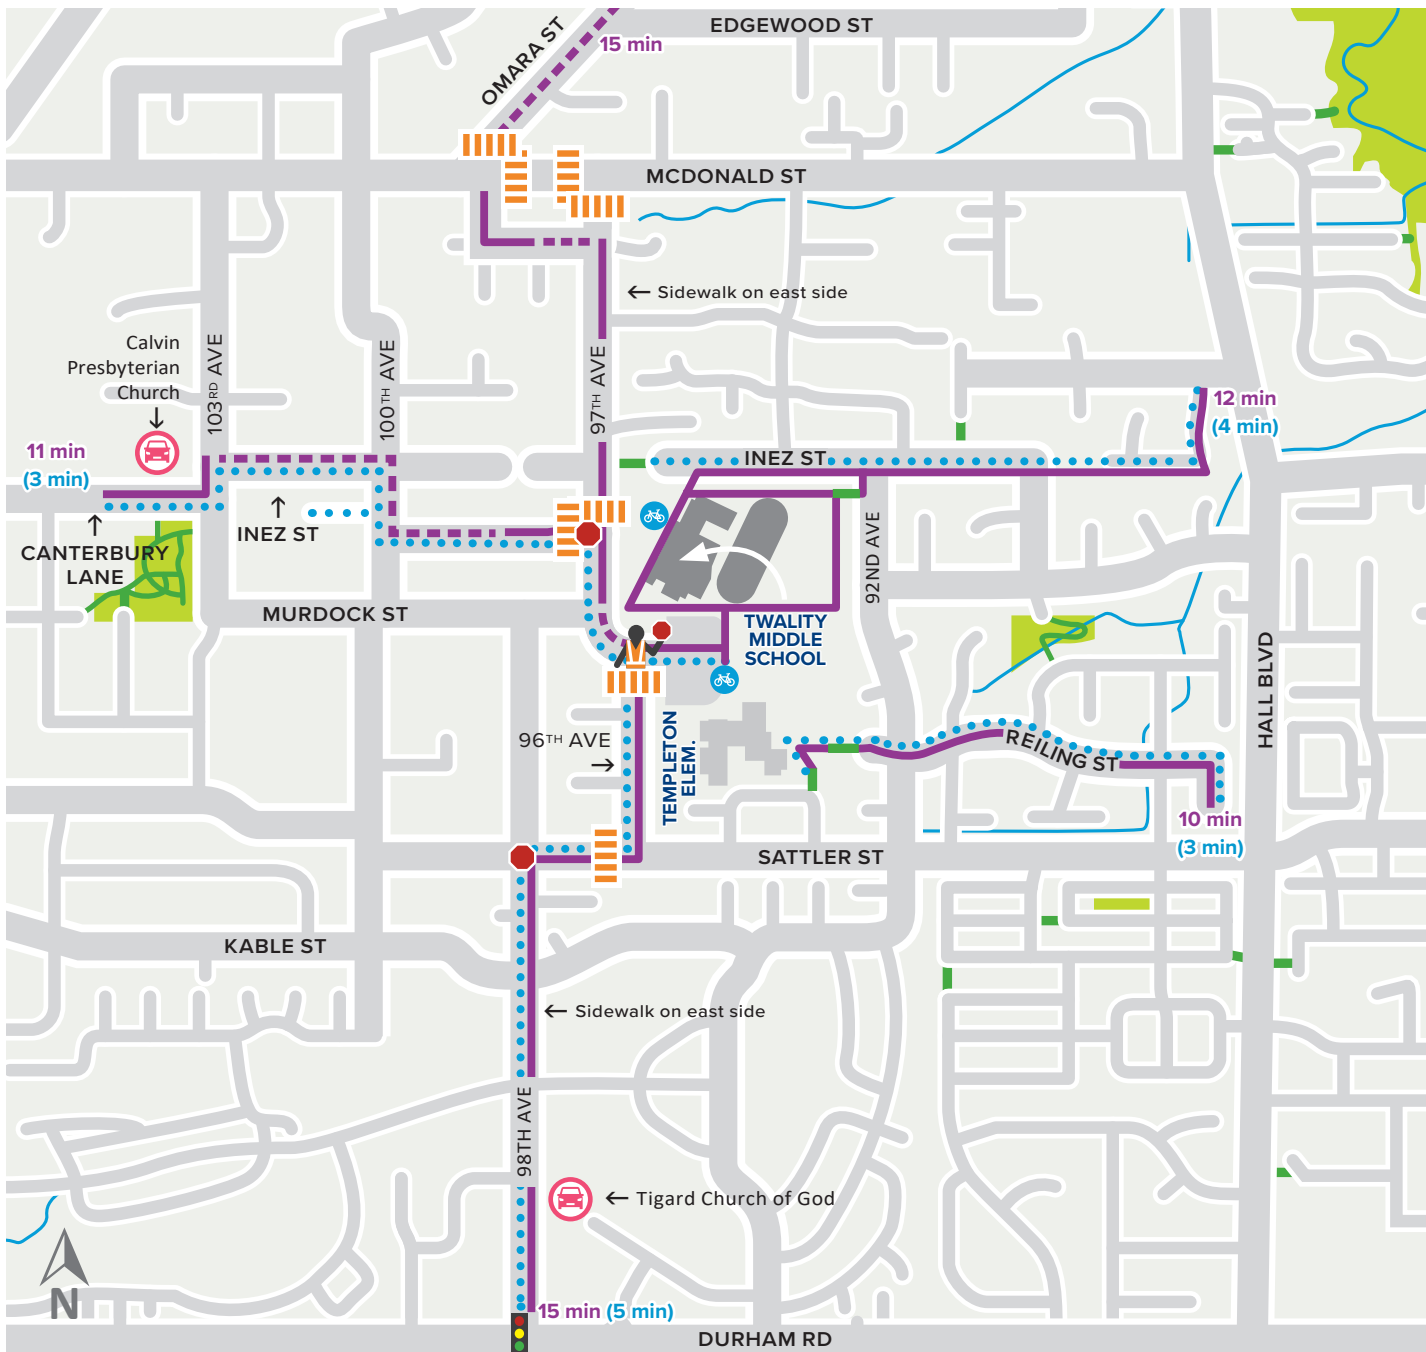 EDGEWOOD ST
OMARA ST
15 min
MCDONALD ST
← Sidewalk on east side
Calvin
Presbyterian
Church
↓
103RD AVE
100TH AVE
97TH AVE
12 min
(4 min)
11 min
(3 min)
INEZ ST
↑
INEZ ST
↑
CANTERBURY
LANE
92ND AVE
MURDOCK ST
TWALITY
MIDDLE
SCHOOL
HALL BLVD
96TH AVE
→
TEMPLETON
ELEM.
REILING ST
10 min
(3 min)
SATTLER ST
KABLE ST
← Sidewalk on east side
98TH AVE
← Tigard Church of God
N
15 min (5 min)
DURHAM RD